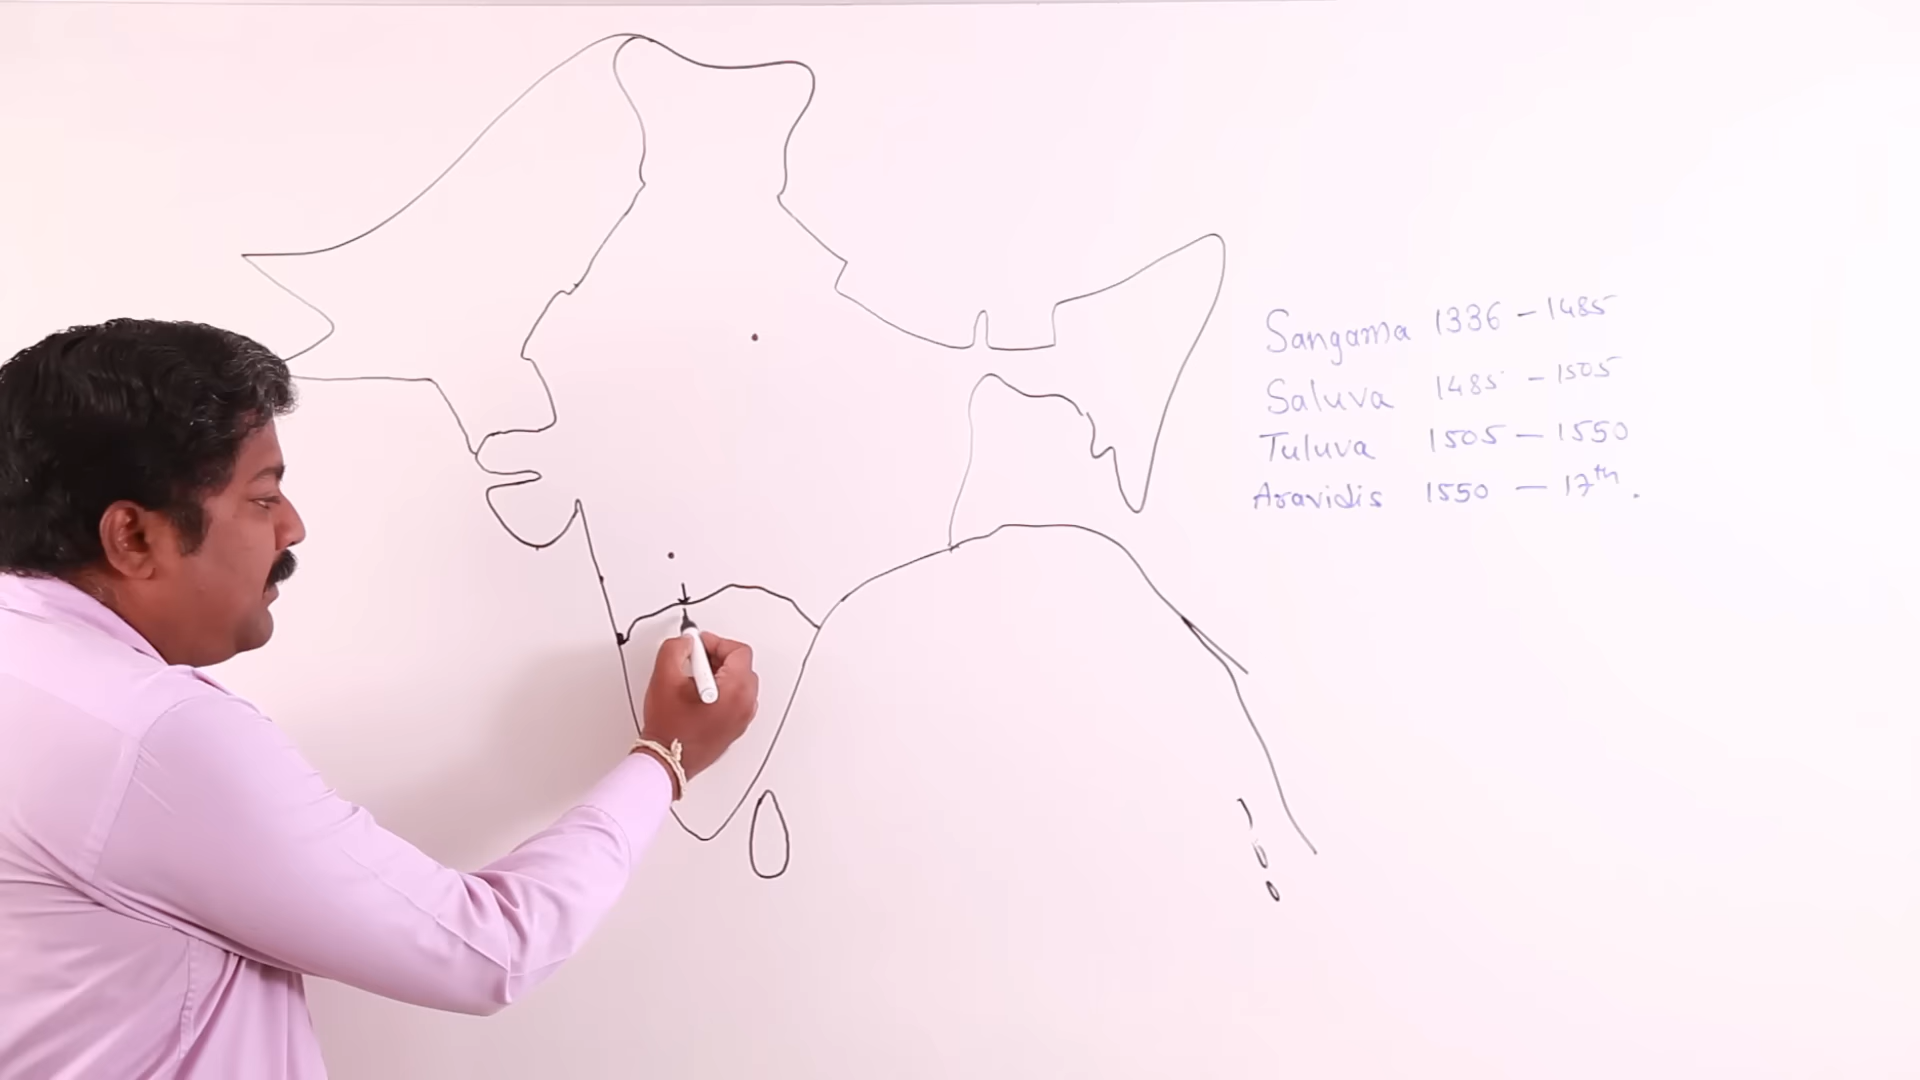 Sangama 1336 - 1485
Saluva 1485 - 1505
Tuluva 1505 - 1550
Aravidis 1550 - 17th.